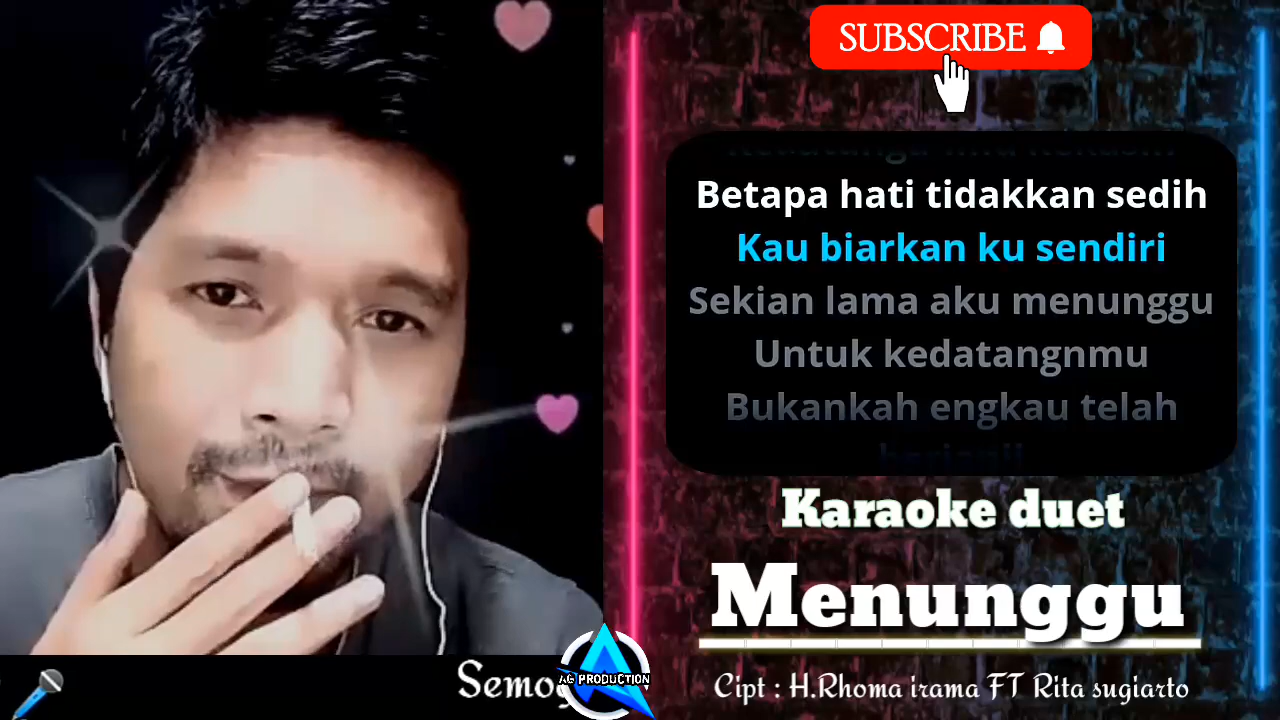 SUBSCRIBE
Betapa hati tidakkan sedih
Kau biarkan ku sendiri
Sekian lama aku menunggu
Untuk kedatangnmu
Bukankah engkau telah
Karaoke duet
Menunggu
Cipt : H.Rhoma irama FT Rita sugiarto
AG PRODUCTION